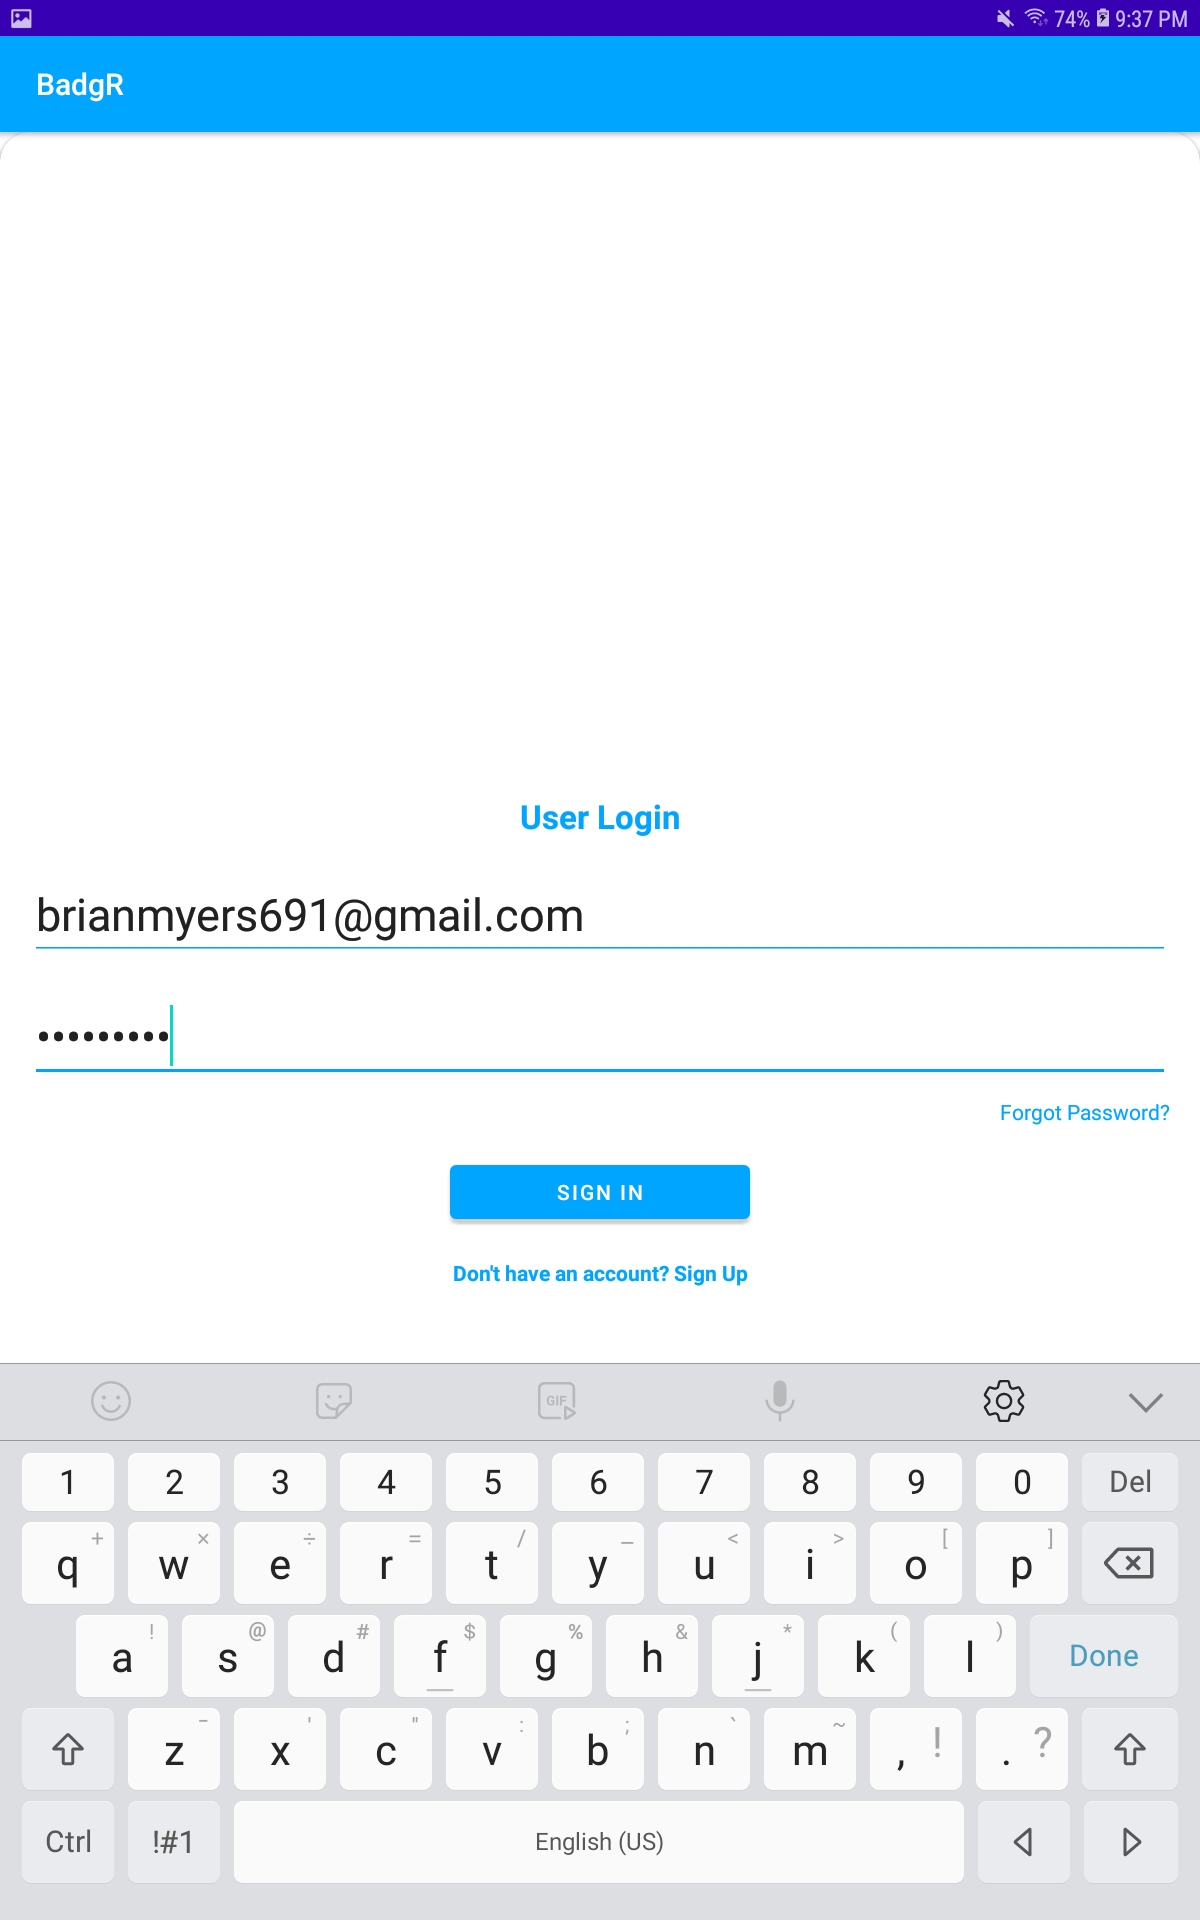 74% 9:37 PM
BadgR
User Login
brianmyers691@gmail.com
•••••••••
Forgot Password?
SIGN IN
Don't have an account? Sign Up
GIF
1 2 3 4 5 6 7 8 9 0 Del
q + w × e ÷ r = t / y _ u < i > o [ p ]
a ! s @ d # f $ g % h & j * k ( l ) Done
z - x ' c " v : b ; n ` m ~ , ! . ?
Ctrl !#1 English (US)